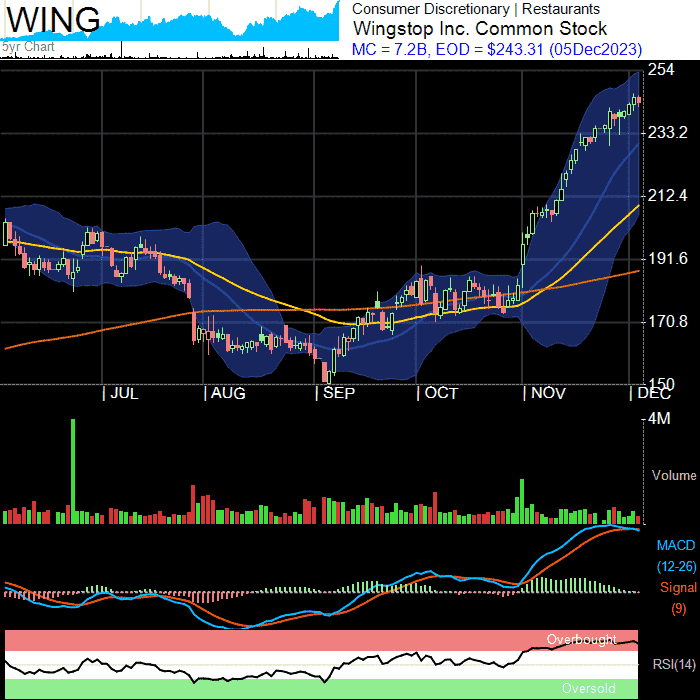 WING
5yr Chart
Consumer Discretionary | Restaurants
Wingstop Inc. Common Stock
MC = 7.2B, EOD = $243.31 (05Dec2023)
254
233.2
212.4
191.6
170.8
150
| JUL | AUG | SEP | OCT | NOV | DEC
4M
Volume
MACD
(12-26)
Signal
(9)
Overbought
RSI(14)
Oversold